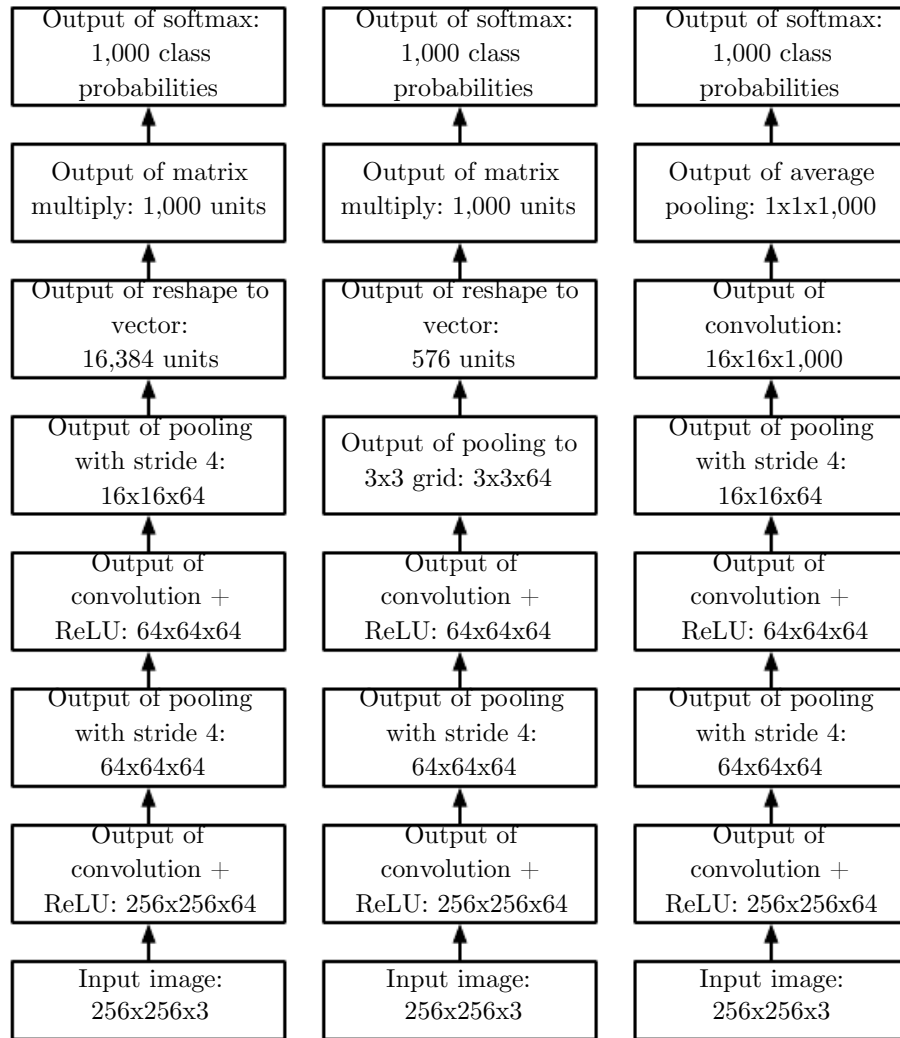 Output of softmax:
1,000 class
probabilities
Output of matrix
multiply: 1,000 units
Output of reshape to
vector:
16,384 units
Output of pooling
with stride 4:
16x16x64
Output of
convolution +
ReLU: 64x64x64
Output of pooling
with stride 4:
64x64x64
Output of
convolution +
ReLU: 256x256x64
Input image:
256x256x3
Output of softmax:
1,000 class
probabilities
Output of matrix
multiply: 1,000 units
Output of reshape to
vector:
576 units
Output of pooling to
3x3 grid: 3x3x64
Output of
convolution +
ReLU: 64x64x64
Output of pooling
with stride 4:
64x64x64
Output of
convolution +
ReLU: 256x256x64
Input image:
256x256x3
Output of softmax:
1,000 class
probabilities
Output of average
pooling: 1x1x1,000
Output of
convolution:
16x16x1,000
Output of pooling
with stride 4:
16x16x64
Output of
convolution +
ReLU: 64x64x64
Output of pooling
with stride 4:
64x64x64
Output of
convolution +
ReLU: 256x256x64
Input image:
256x256x3